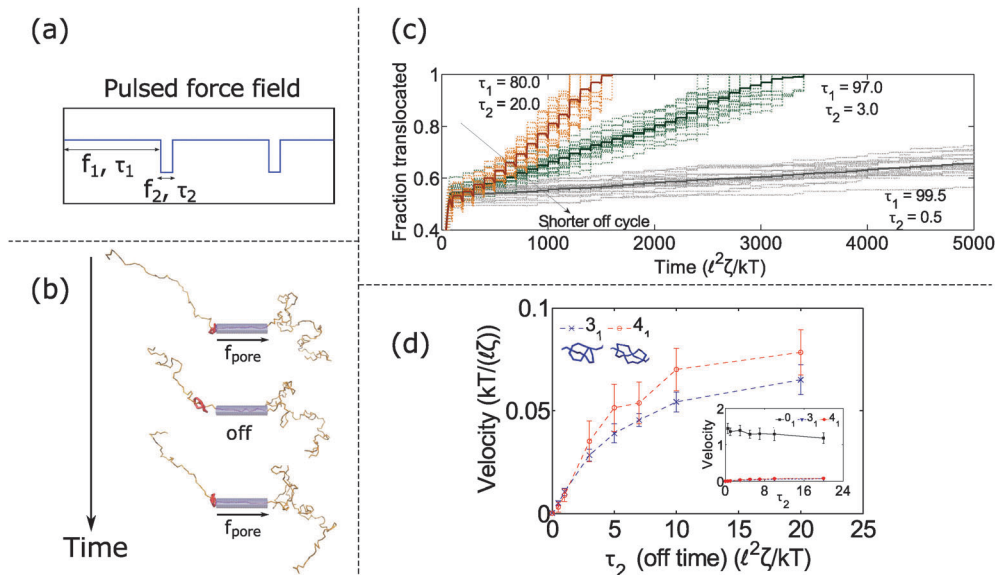 (a)
Pulsed force field
f₁, τ₁
f₂, τ₂
(b)
fpore
off
fpore
Time
(c)
Fraction translocated
1
0.8
0.6
0.4
τ₁ = 80.0
τ₂ = 20.0
τ₁ = 97.0
τ₂ = 3.0
τ₁ = 99.5
τ₂ = 0.5
Shorter off cycle
0 1000 2000 3000 4000 5000
Time (ℓ²ζ/kT)
(d)
Velocity (kT/(ℓζ))
0.1
0.05
0
3₁ 4₁
0 5 10 15 20 25
τ₂ (off time) (ℓ²ζ/kT)
Velocity
2
1
0
0₁ 3₁ 4₁
0 4 8 12 16 20 24
τ₂